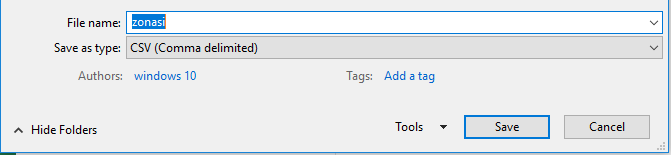 File name: zonasi
Save as type: CSV (Comma delimited)
Authors: windows 10 Tags: Add a tag
Hide Folders Tools Save Cancel